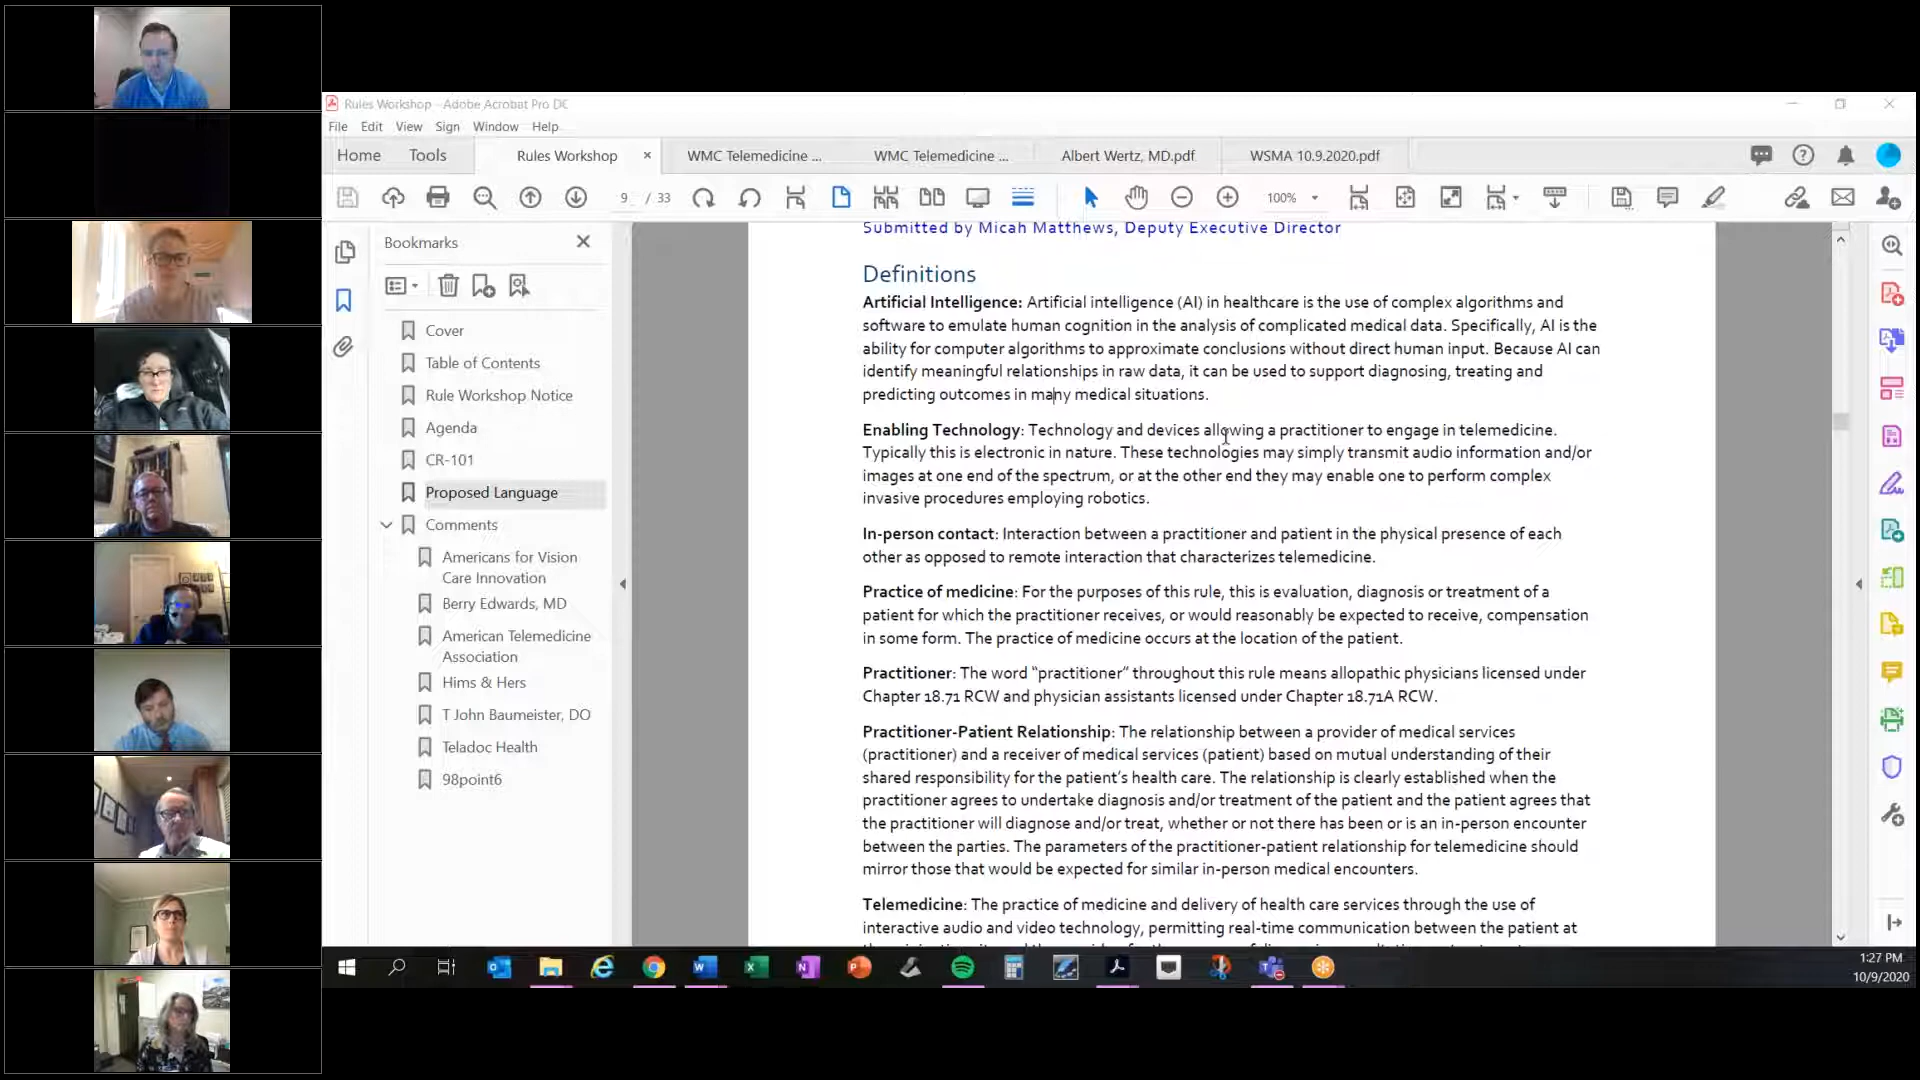 Rules Workshop - Adobe Acrobat Pro DC
File Edit View Sign Window Help
Home Tools Rules Workshop × WMC Telemedicine ... WMC Telemedicine ... Albert Wertz, MD.pdf WSMA 10.9.2020.pdf
9 / 33 100%
Bookmarks
Cover
Table of Contents
Rule Workshop Notice
Agenda
CR-101
Proposed Language
Comments
Americans for Vision
Care Innovation
Berry Edwards, MD
American Telemedicine
Association
Hims & Hers
T John Baumeister, DO
Teladoc Health
98point6
Submitted by Micah Matthews, Deputy Executive Director
Definitions
Artificial Intelligence: Artificial intelligence (AI) in healthcare is the use of complex algorithms and
software to emulate human cognition in the analysis of complicated medical data. Specifically, AI is the
ability for computer algorithms to approximate conclusions without direct human input. Because AI can
identify meaningful relationships in raw data, it can be used to support diagnosing, treating and
predicting outcomes in many medical situations.
Enabling Technology: Technology and devices allowing a practitioner to engage in telemedicine.
Typically this is electronic in nature. These technologies may simply transmit audio information and/or
images at one end of the spectrum, or at the other end they may enable one to perform complex
invasive procedures employing robotics.
In-person contact: Interaction between a practitioner and patient in the physical presence of each
other as opposed to remote interaction that characterizes telemedicine.
Practice of medicine: For the purposes of this rule, this is evaluation, diagnosis or treatment of a
patient for which the practitioner receives, or would reasonably be expected to receive, compensation
in some form. The practice of medicine occurs at the location of the patient.
Practitioner: The word “practitioner” throughout this rule means allopathic physicians licensed under
Chapter 18.71 RCW and physician assistants licensed under Chapter 18.71A RCW.
Practitioner-Patient Relationship: The relationship between a provider of medical services
(practitioner) and a receiver of medical services (patient) based on mutual understanding of their
shared responsibility for the patient’s health care. The relationship is clearly established when the
practitioner agrees to undertake diagnosis and/or treatment of the patient and the patient agrees that
the practitioner will diagnose and/or treat, whether or not there has been or is an in-person encounter
between the parties. The parameters of the practitioner-patient relationship for telemedicine should
mirror those that would be expected for similar in-person medical encounters.
Telemedicine: The practice of medicine and delivery of health care services through the use of
interactive audio and video technology, permitting real-time communication between the patient at
1:27 PM
10/9/2020